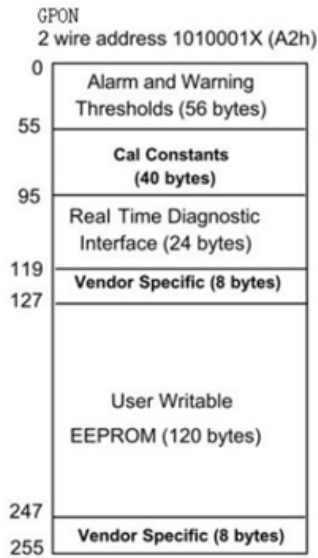 GPON
2 wire address 1010001X (A2h)
0
Alarm and Warning
Thresholds (56 bytes)
55
Cal Constants
(40 bytes)
95
Real Time Diagnostic
Interface (24 bytes)
119
Vendor Specific (8 bytes)
127
User Writable
EEPROM (120 bytes)
247
Vendor Specific (8 bytes)
255